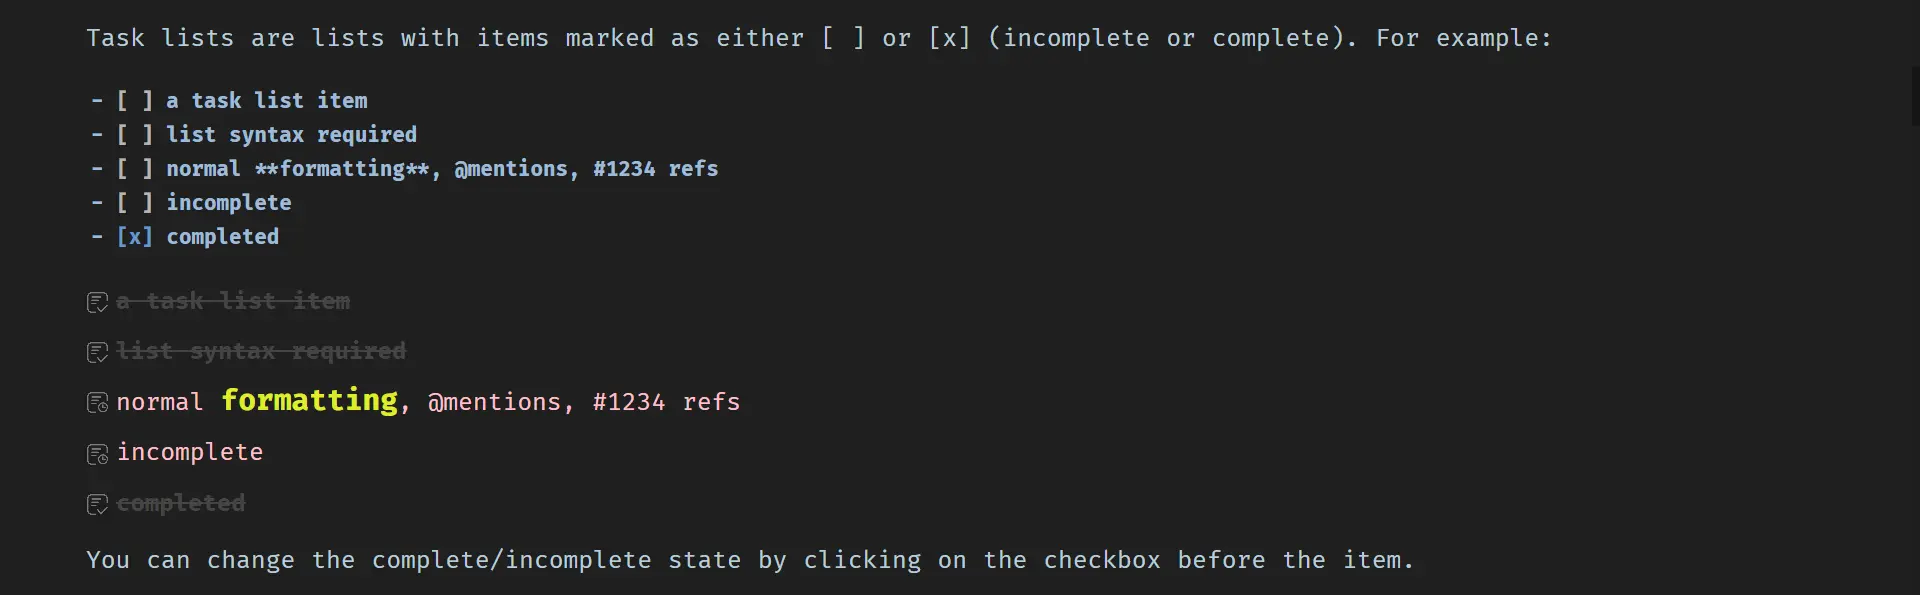 Task lists are lists with items marked as either [ ] or [x] (incomplete or complete). For example:
- [ ] a task list item
- [ ] list syntax required
- [ ] normal **formatting**, @mentions, #1234 refs
- [ ] incomplete
- [x] completed
a task list item
list syntax required
normal formatting, @mentions, #1234 refs
incomplete
completed
You can change the complete/incomplete state by clicking on the checkbox before the item.